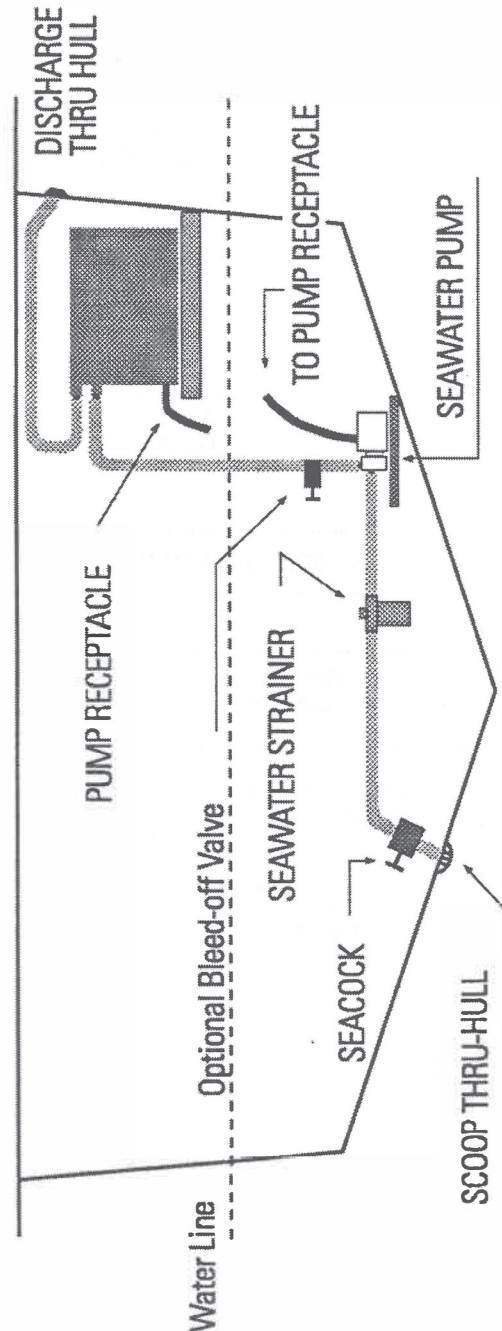 DISCHARGE
THRU HULL
PUMP RECEPTACLE
Water Line
Optional Bleed-off Valve
TO PUMP RECEPTACLE
SEAWATER STRAINER
SEACOCK
SEAWATER PUMP
SCOOP THRU-HULL